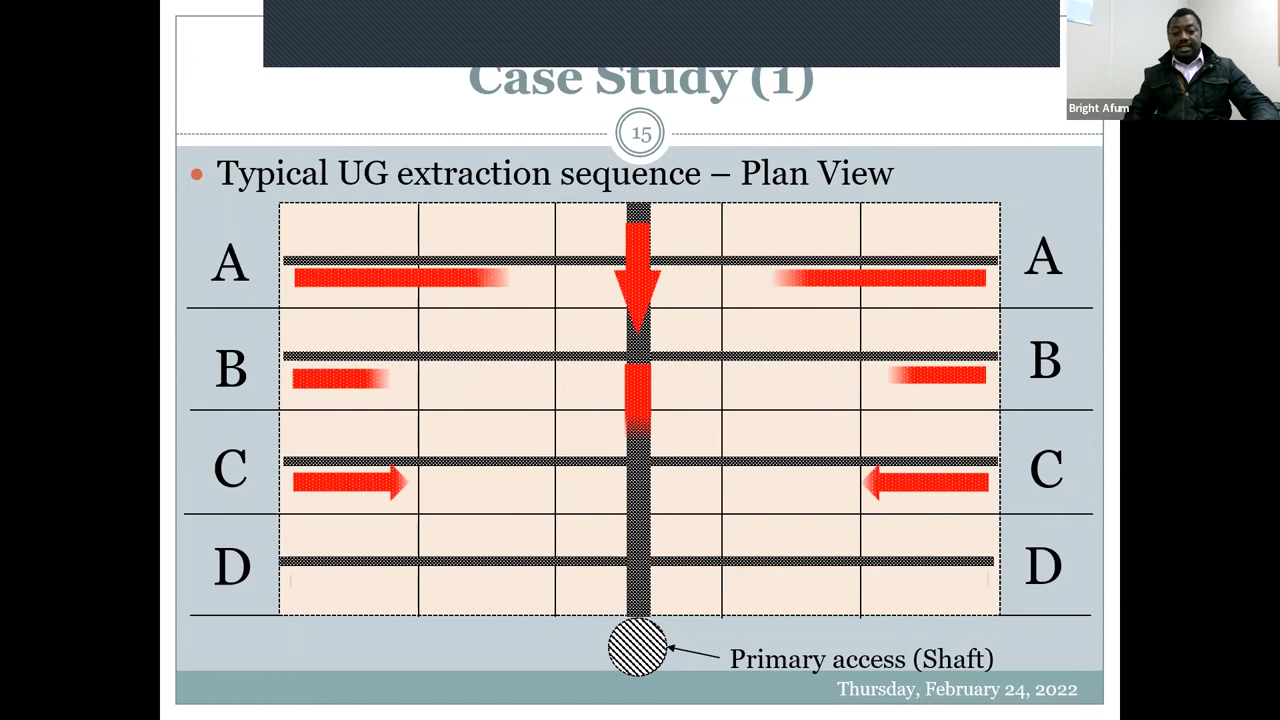 Case Study (1)
Bright Afum
15
Typical UG extraction sequence – Plan View
A A
B B
C C
D D
Primary access (Shaft)
Thursday, February 24, 2022